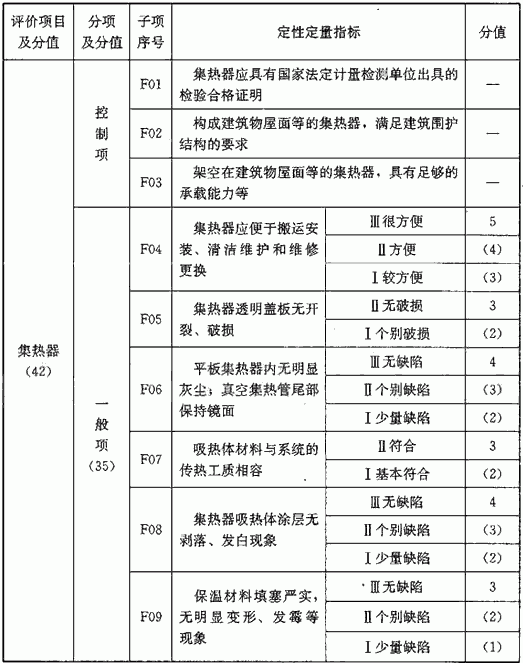 评价项目及分值
分项及分值
子项序号
定性定量指标
分值
集热器
(42)
控制项
F01
集热器应具有国家法定计量检测单位出具的
检验合格证明
—
F02
构成建筑物屋面等的集热器，满足建筑围护
结构的要求
—
F03
架空在建筑物屋面等的集热器，具有足够的
承载能力等
—
一般项
(35)
F04
集热器应便于搬运安
装、清洁维护和维修
更换
Ⅲ很方便
5
Ⅱ方便
(4)
Ⅰ较方便
(3)
F05
集热器透明盖板无开
裂、破损
Ⅱ无破损
3
Ⅰ个别破损
(2)
F06
平板集热器内无明显
灰尘；真空集热管尾部
保持镜面
Ⅲ无缺陷
4
Ⅱ个别缺陷
(3)
Ⅰ少量缺陷
(2)
F07
吸热体材料与系统的
传热工质相容
Ⅱ符合
3
Ⅰ基本符合
(2)
F08
集热器吸热体涂层无
剥落、发白现象
Ⅲ无缺陷
4
Ⅱ个别缺陷
(3)
Ⅰ少量缺陷
(2)
F09
保温材料填塞严实，
无明显变形、发霉等
现象
Ⅲ无缺陷
3
Ⅱ个别缺陷
(2)
Ⅰ少量缺陷
(1)